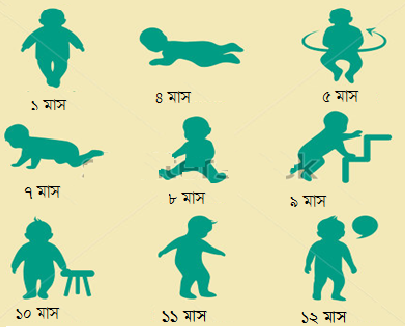 ১ মাস
৪ মাস
৫ মাস
৭ মাস
৮ মাস
৯ মাস
১০ মাস
১১ মাস
১২ মাস